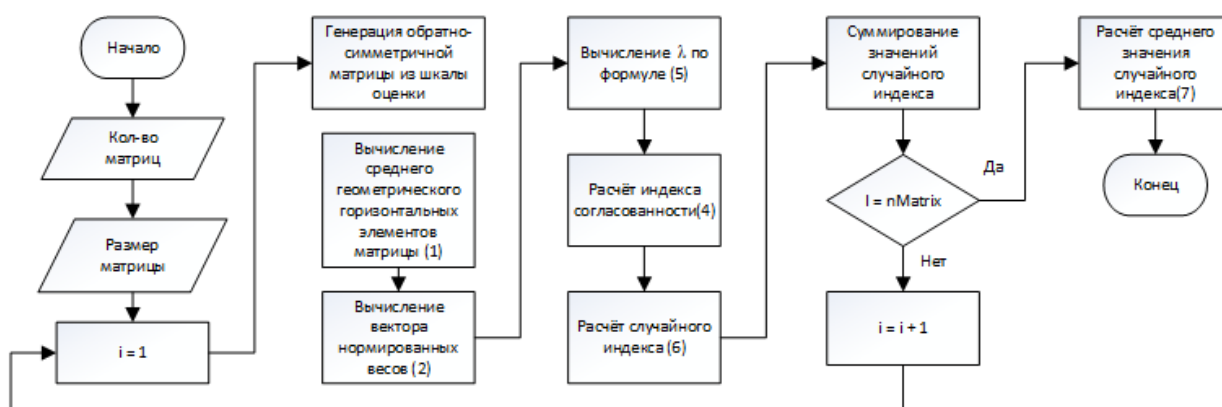 Начало
Кол-во
матриц
Размер
матрицы
i = 1
Генерация обратно-
симметричной
матрицы из шкалы
оценки
Вычисление
среднего
геометрического
горизонтальных
элементов
матрицы (1)
Вычисление
вектора
нормированных
весов (2)
Вычисление λ по
формуле (5)
Расчёт индекса
согласованности(4)
Расчёт случайного
индекса (6)
Суммирование
значений
случайного
индекса
I = nMatrix
Да
Нет
i = i + 1
Расчёт среднего
значения
случайного
индекса(7)
Конец